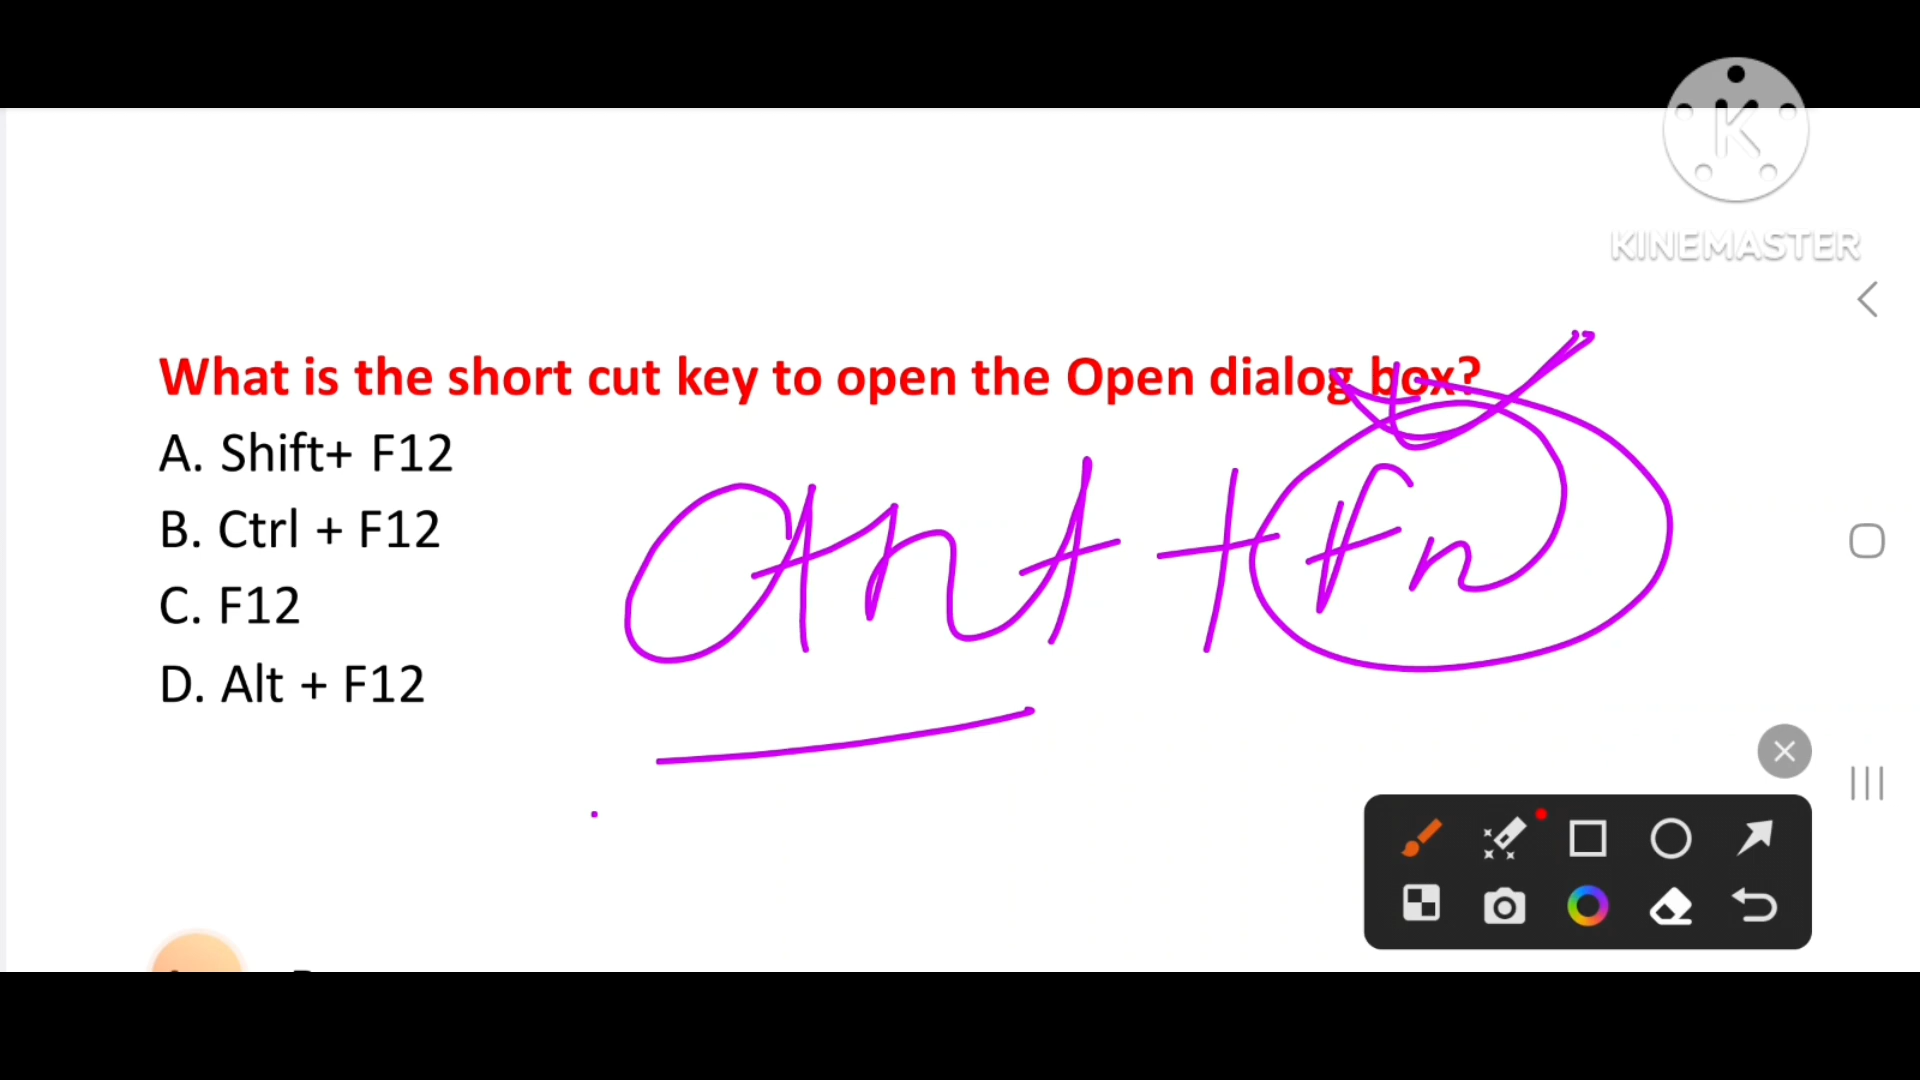 KINEMASTER
What is the short cut key to open the Open dialog box?
A. Shift+ F12
B. Ctrl + F12
C. F12
D. Alt + F12
+ Fn